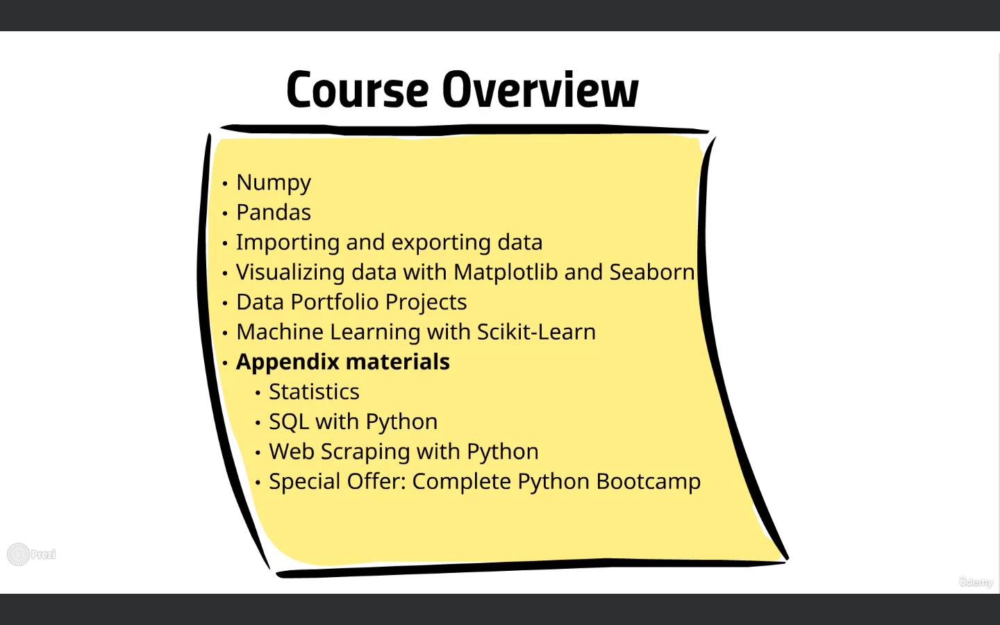 Course Overview
• Numpy
• Pandas
• Importing and exporting data
• Visualizing data with Matplotlib and Seaborn
• Data Portfolio Projects
• Machine Learning with Scikit-Learn
• Appendix materials
• Statistics
• SQL with Python
• Web Scraping with Python
• Special Offer: Complete Python Bootcamp
Prezi
ûdemy